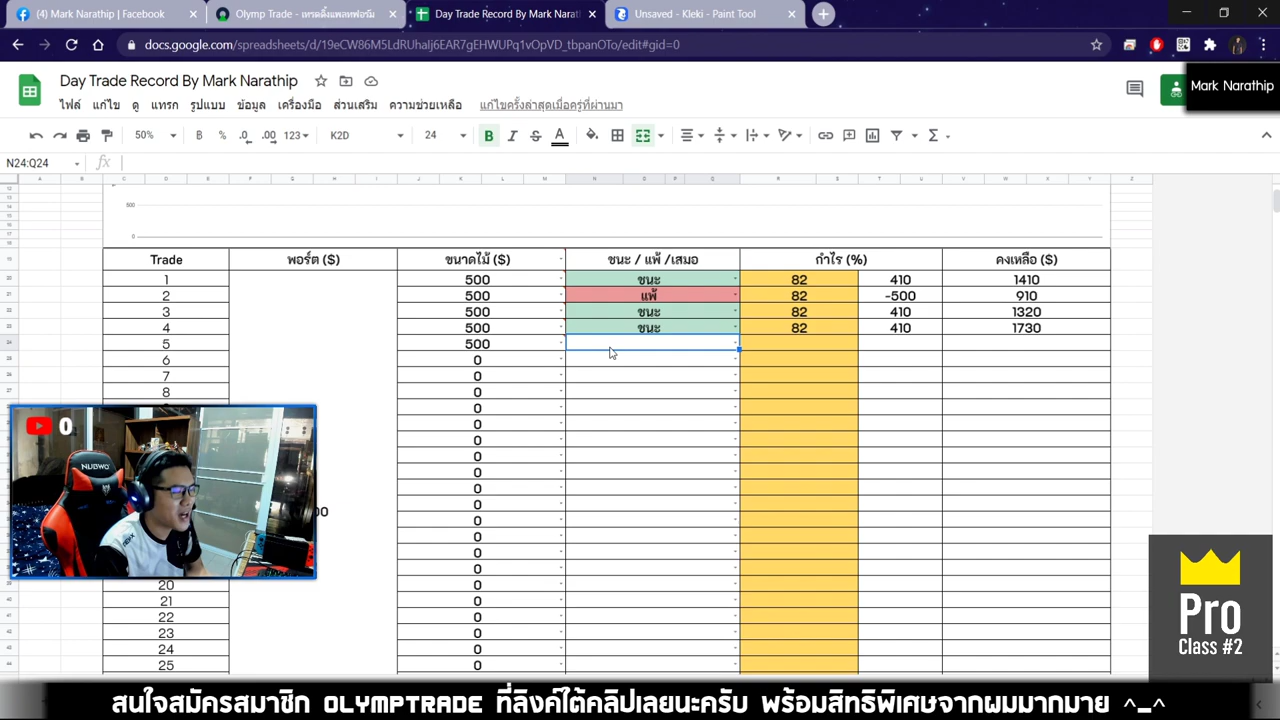 (4) Mark Narathip | Facebook
Olymp Trade - เทรดดิ้งแพลทฟอร์ม
Day Trade Record By Mark Narat
Unsaved - Kleki - Paint Tool
docs.google.com/spreadsheets/d/19eCW86M5LdRUhaIj6EAR7gEHWUPq1vOpVD_tbpanOTo/edit#gid=0
Day Trade Record By Mark Narathip
Mark Narathip
ไฟล์ แก้ไข ดู แทรก รูปแบบ ข้อมูล เครื่องมือ ส่วนเสริม ความช่วยเหลือ แก้ไขครั้งล่าสุดเมื่อครู่ที่ผ่านมา
50% ฿ % .0 .00 123 K2D 24 B I S A
N24:Q24 fx
500
0
Trade พอร์ต ($) ขนาดไม้ ($) ชนะ / แพ้ /เสมอ กำไร (%) คงเหลือ ($)
1 500 ชนะ 82 410 1410
2 500 แพ้ 82 -500 910
3 500 ชนะ 82 410 1320
4 500 ชนะ 82 410 1730
5 500
6 0
7 0
8 0
0
0
0
0
0
0
00 0
0
0
0
20 0
21 0
22 0
23 0
24 0
25 0
0
NUBWO
Pro
Class #2
สนใจสมัครสมาชิก OLYMPTRADE ที่ลิงค์ใต้คลิปเลยนะครับ พร้อมสิทธิพิเศษจากผมมากมาย ^_^